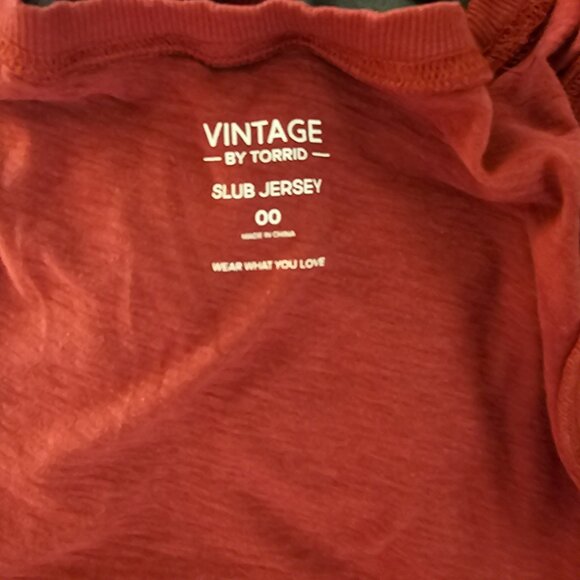 VINTAGE
— BY TORRID —
SLUB JERSEY
00
MADE IN CHINA
WEAR WHAT YOU LOVE